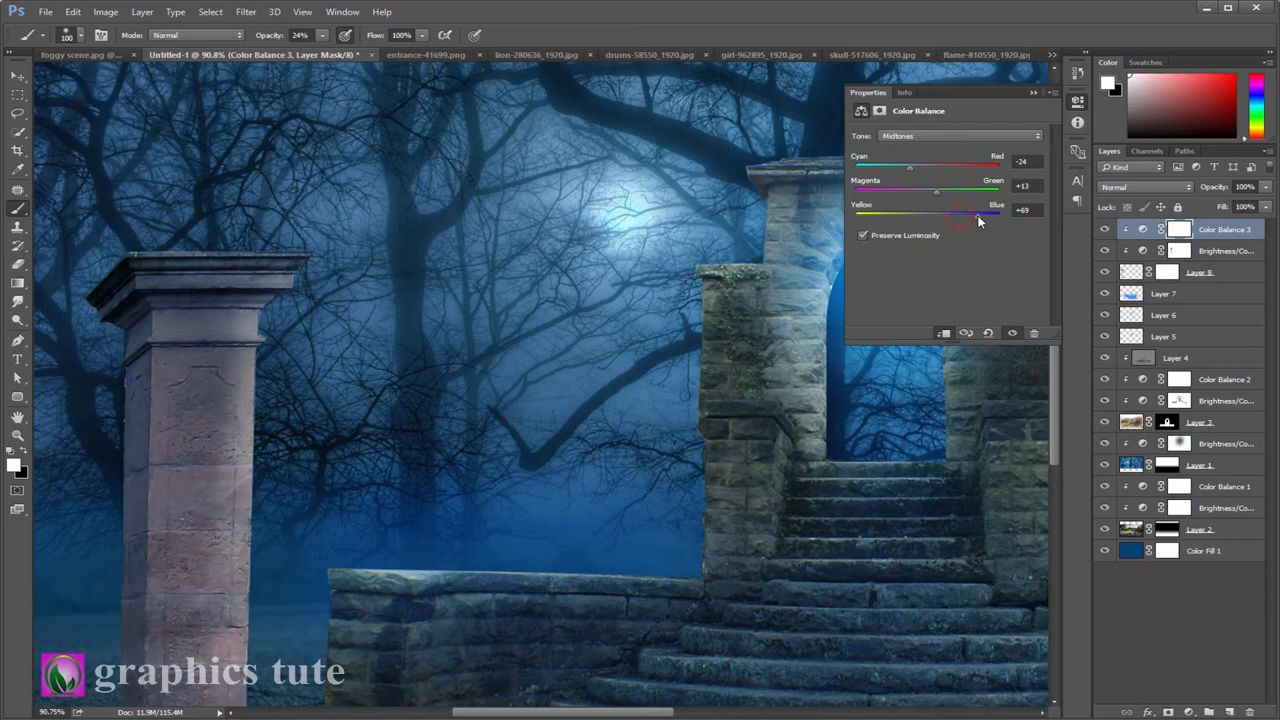 Ps File Edit Image Layer Type Select Filter 3D View Window Help
100 Mode: Normal Opacity: 24% Flow: 100%
foggy scene.jpg @ ... × Untitled-1 @ 90.8% (Color Balance 3, Layer Mask/8) * × entrance-41699.png × lion-280636_1920.jpg × drums-58550_1920.jpg × girl-962895_1920.jpg × skull-517606_1920.jpg × flame-810550_1920.jpg
Properties Info
Color Balance
Tone: Midtones
Cyan Red -24
Magenta Green +13
Yellow Blue +69
Preserve Luminosity
Color Swatches
Layers Channels Paths
Kind
Normal Opacity: 100%
Lock: Fill: 100%
Color Balance 3
Brightness/Co...
Layer 8
Layer 7
Layer 6
Layer 5
Layer 4
Color Balance 2
Brightness/Co...
Layer 3
Brightness/Co...
Layer 1
Color Balance 1
Brightness/Co...
Layer 2
Color Fill 1
graphics tute
90.75% Doc: 11.9M/115.4M